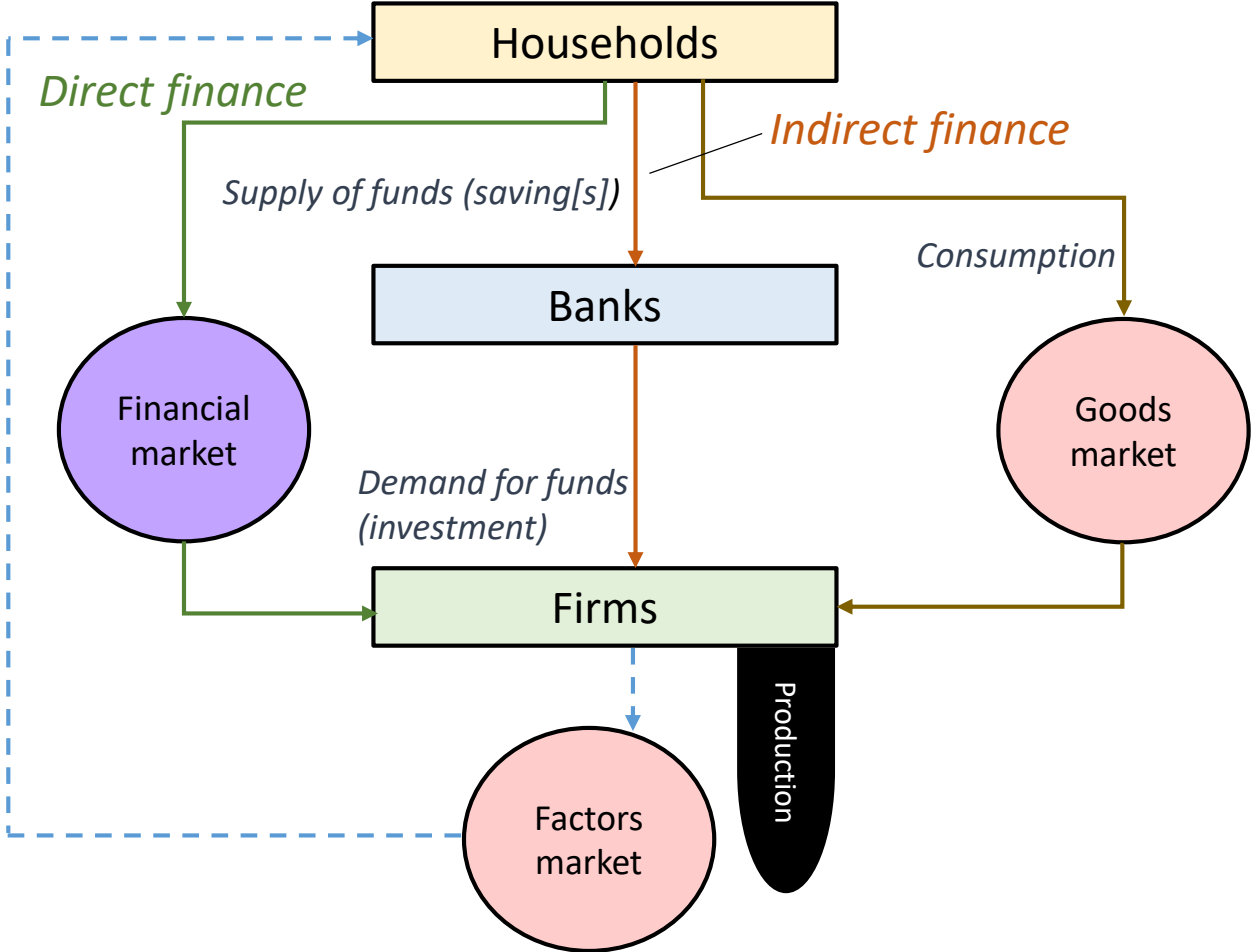 Households
Direct finance
Indirect finance
Supply of funds (saving[s])
Consumption
Banks
Financial
market
Goods
market
Demand for funds
(investment)
Firms
Production
Factors
market